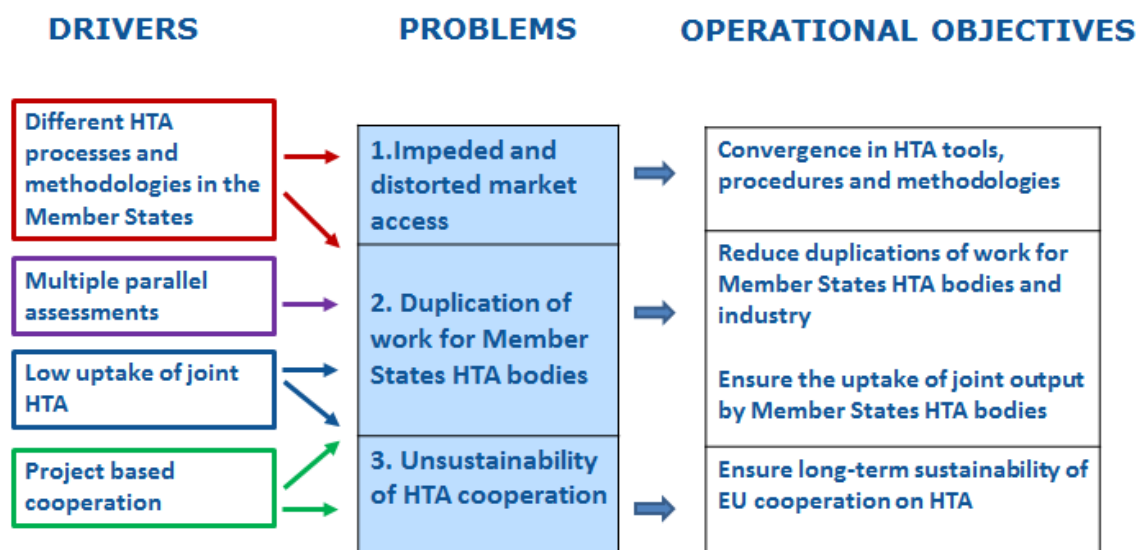 DRIVERS
PROBLEMS
OPERATIONAL OBJECTIVES
Different HTA
processes and
methodologies in the
Member States
Multiple parallel
assessments
Low uptake of joint
HTA
Project based
cooperation
1.Impeded and
distorted market
access
2. Duplication of
work for Member
States HTA bodies
3. Unsustainability
of HTA cooperation
Convergence in HTA tools,
procedures and methodologies
Reduce duplications of work for
Member States HTA bodies and
industry
Ensure the uptake of joint output
by Member States HTA bodies
Ensure long-term sustainability of
EU cooperation on HTA